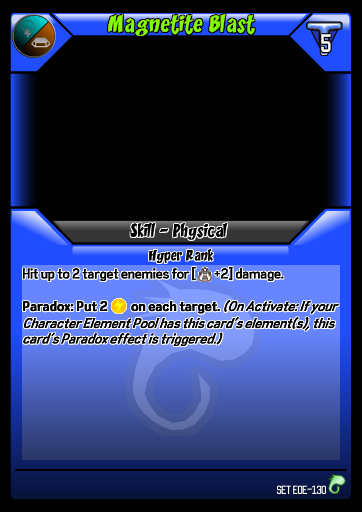 Magnetite Blast
5
Skill - Physical
Hyper Rank
Hit up to 2 target enemies for [ +2] damage.
Paradox: Put 2 on each target. (On Activate: If your
Character Element Pool has this card's element(s), this
card's Paradox effect is triggered.)
SET EOE-130